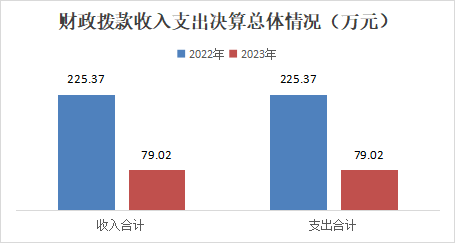 财政拨款收入支出决算总体情况（万元）
2022年 2023年
225.37 225.37
79.02 79.02
收入合计 支出合计